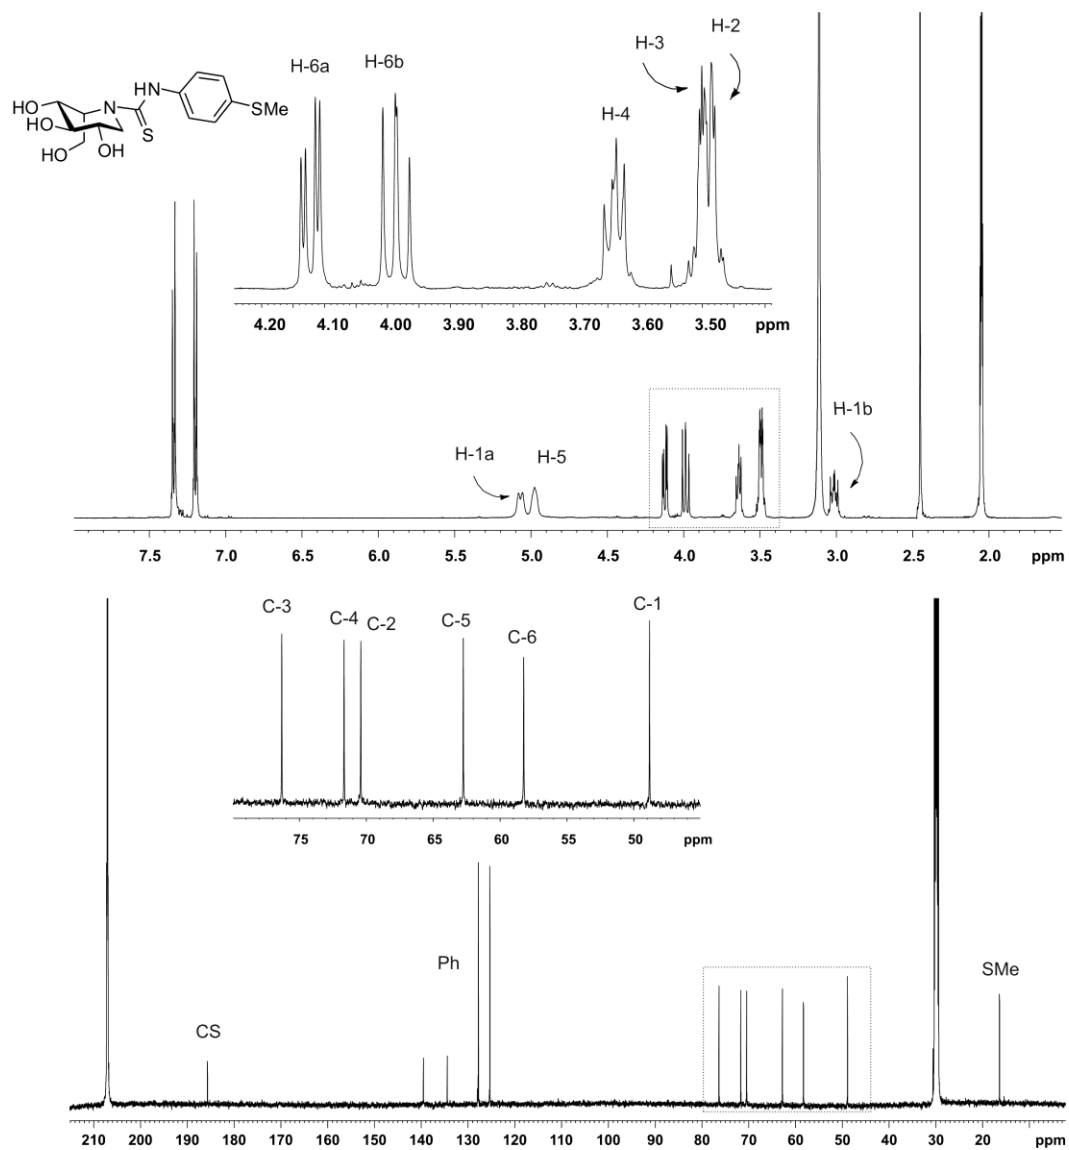 H-6a
H-6b
H-3
H-2
H-4
HO
HO
HO
OH
N
HN
S
SMe
4.20 4.10 4.00 3.90 3.80 3.70 3.60 3.50 ppm
H-1a
H-5
H-1b
7.5 7.0 6.5 6.0 5.5 5.0 4.5 4.0 3.5 3.0 2.5 2.0 ppm
C-3
C-4
C-2
C-5
C-6
C-1
75 70 65 60 55 50 ppm
Ph
CS
SMe
210 200 190 180 170 160 150 140 130 120 110 100 90 80 70 60 50 40 30 20 ppm